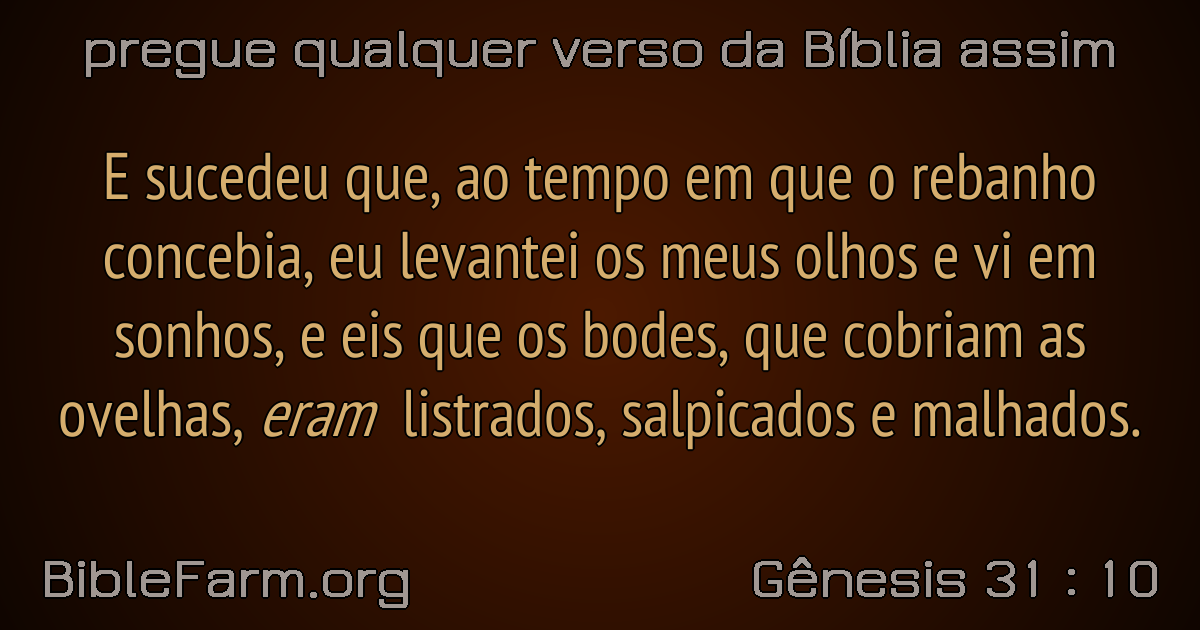 pregue qualquer verso da Bíblia assim
E sucedeu que, ao tempo em que o rebanho
concebia, eu levantei os meus olhos e vi em
sonhos, e eis que os bodes, que cobriam as
ovelhas, eram listrados, salpicados e malhados.
BibleFarm.org
Gênesis 31 : 10